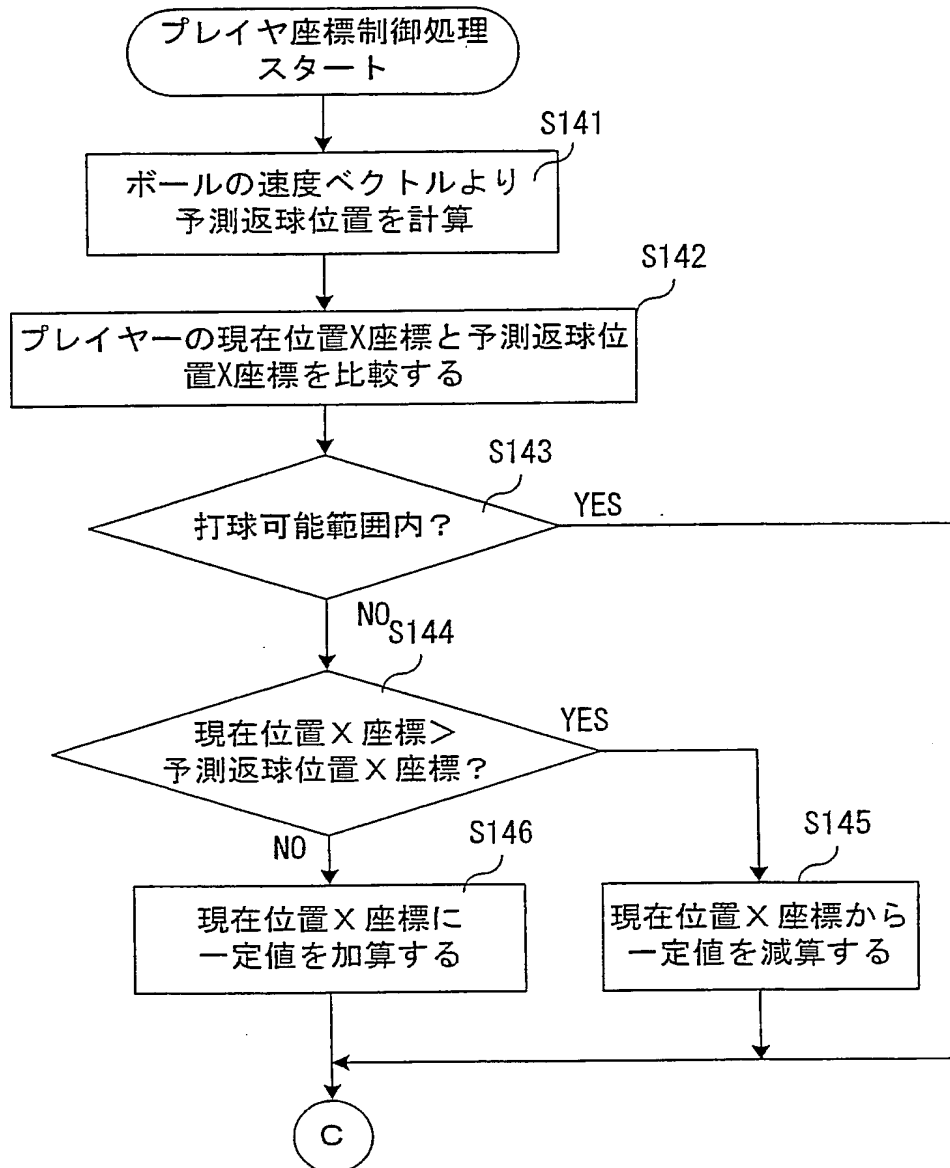 プレイヤ座標制御処理
スタート
S141
ボールの速度ベクトルより
予測返球位置を計算
S142
プレイヤーの現在位置X座標と予測返球位
置X座標を比較する
S143
打球可能範囲内？
YES
NO
S144
現在位置X座標＞
予測返球位置X座標？
YES
NO
S146
現在位置X座標に
一定値を加算する
S145
現在位置X座標から
一定値を減算する
C